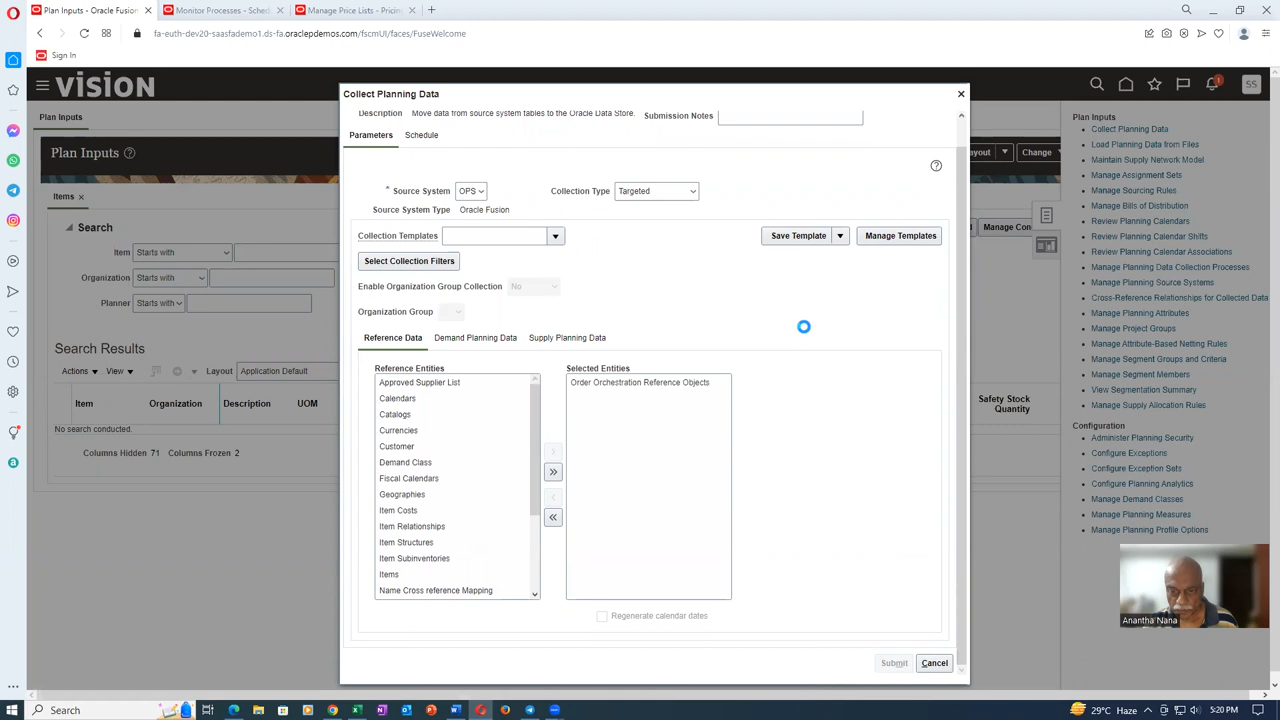 Plan Inputs - Oracle Fusion
Monitor Processes - Sched
Manage Price Lists - Pricing
fa-euth-dev20-saasfademo1.ds-fa.oraclepdemos.com/fscmUI/faces/FuseWelcome
Sign In
VISION
1
SS
Plan Inputs
Plan Inputs
ayout
Change
Items
Search
Item
Starts with
Organization
Starts with
Planner
Starts with
Manage Con
Search Results
Actions
View
Layout
Application Default
Item
Organization
Description
UOM
Safety Stock
Quantity
No search conducted.
Columns Hidden 71
Columns Frozen 2
Collect Planning Data
Description
Move data from source system tables to the Oracle Data Store.
Submission Notes
Parameters
Schedule
* Source System
OPS
Collection Type
Targeted
Source System Type
Oracle Fusion
Collection Templates
Save Template
Manage Templates
Select Collection Filters
Enable Organization Group Collection
No
Organization Group
Reference Data
Demand Planning Data
Supply Planning Data
Reference Entities
Approved Supplier List
Calendars
Catalogs
Currencies
Customer
Demand Class
Fiscal Calendars
Geographies
Item Costs
Item Relationships
Item Structures
Item Subinventories
Items
Name Cross reference Mapping
Selected Entities
Order Orchestration Reference Objects
Regenerate calendar dates
Submit
Cancel
Plan Inputs
Collect Planning Data
Load Planning Data from Files
Maintain Supply Network Model
Manage Assignment Sets
Manage Sourcing Rules
Manage Bills of Distribution
Review Planning Calendars
Review Planning Calendar Shifts
Review Planning Calendar Associations
Manage Planning Data Collection Processes
Manage Planning Source Systems
Cross-Reference Relationships for Collected Data
Manage Planning Attributes
Manage Project Groups
Manage Attribute-Based Netting Rules
Manage Segment Groups and Criteria
Manage Segment Members
View Segmentation Summary
Manage Supply Allocation Rules
Configuration
Administer Planning Security
Configure Exceptions
Configure Exception Sets
Configure Planning Analytics
Manage Demand Classes
Manage Planning Measures
Manage Planning Profile Options
Anantha Nana
Search
29°C Haze
5:20 PM